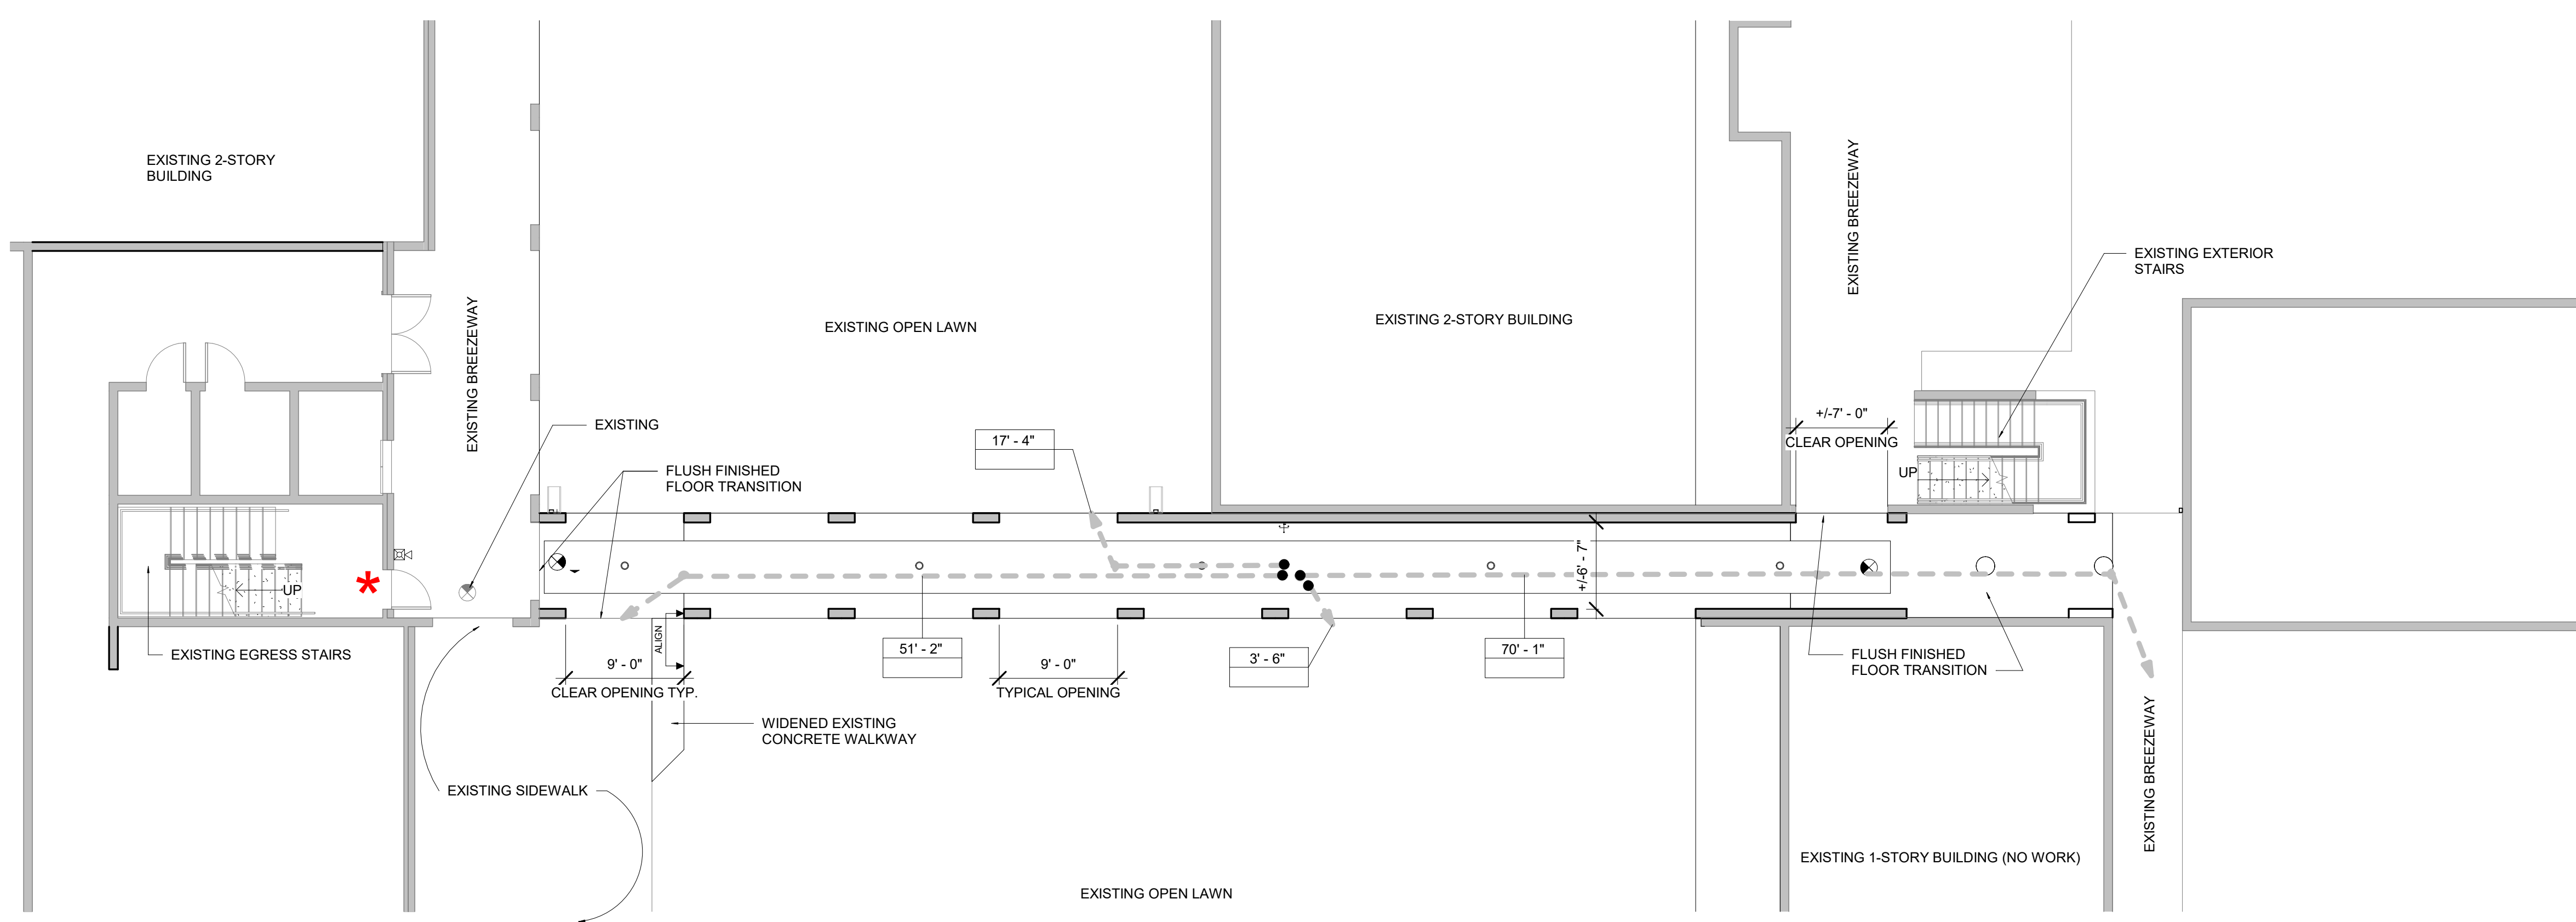 EXISTING 2-STORY
BUILDING
EXISTING BREEZEWAY
EXISTING OPEN LAWN
EXISTING 2-STORY BUILDING
EXISTING BREEZEWAY
EXISTING EXTERIOR
STAIRS
EXISTING
FLUSH FINISHED
FLOOR TRANSITION
17' - 4"
+/-7' - 0"
CLEAR OPENING
UP
+/-6' - 7"
UP
*
EXISTING EGRESS STAIRS
ALIGN
9' - 0"
CLEAR OPENING TYP.
51' - 2"
9' - 0"
TYPICAL OPENING
3' - 6"
70' - 1"
FLUSH FINISHED
FLOOR TRANSITION
WIDENED EXISTING
CONCRETE WALKWAY
EXISTING SIDEWALK
EXISTING BREEZEWAY
EXISTING 1-STORY BUILDING (NO WORK)
EXISTING OPEN LAWN